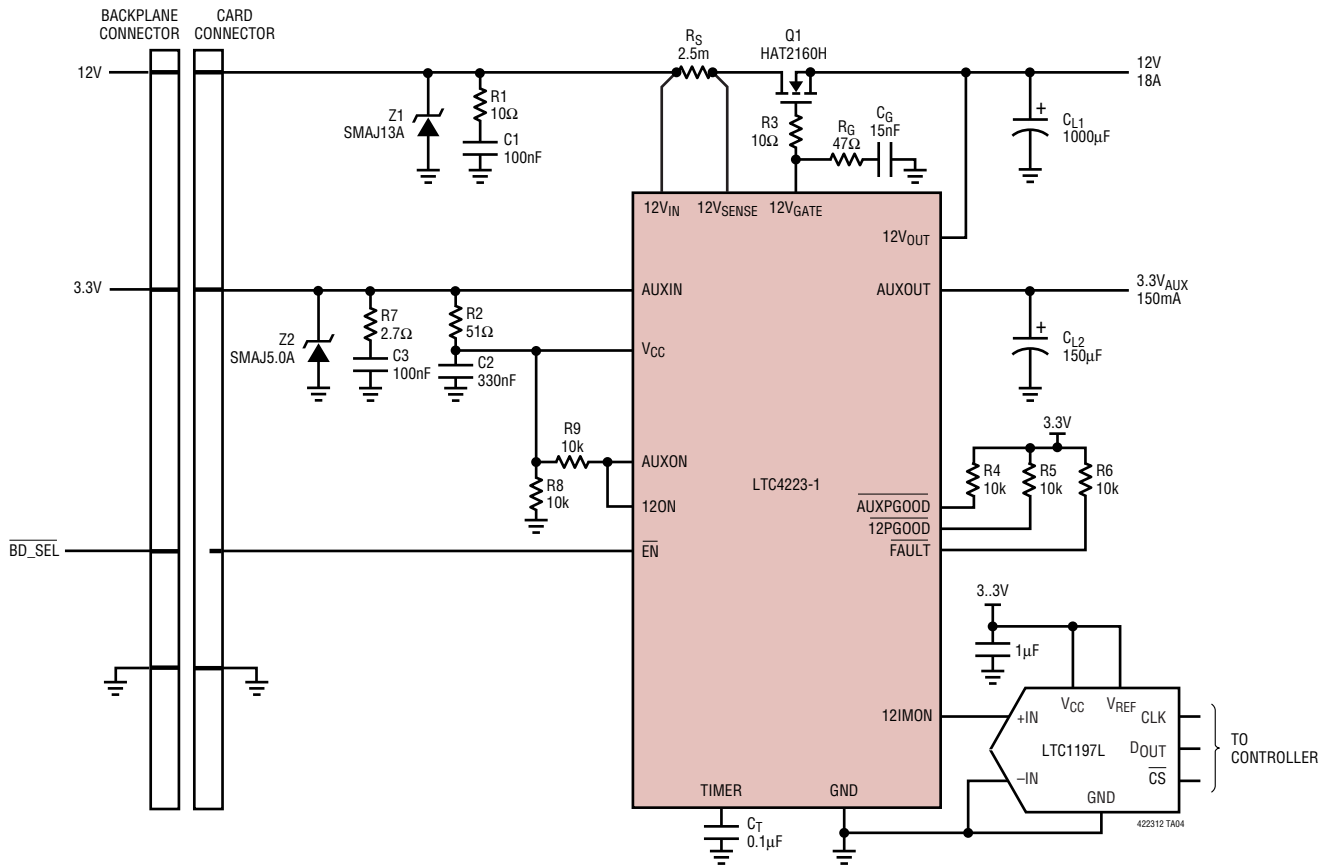 BACKPLANE
CONNECTOR
CARD
CONNECTOR
12V
RS
2.5m
Q1
HAT2160H
12V
18A
Z1
SMAJ13A
R1
10Ω
C1
100nF
R3
10Ω
RG
47Ω
CG
15nF
+
CL1
1000μF
12VIN
12VSENSE
12VGATE
12VOUT
3.3V
AUXIN
AUXOUT
3.3VAUX
150mA
Z2
SMAJ5.0A
R7
2.7Ω
C3
100nF
R2
51Ω
C2
330nF
VCC
+
CL2
150μF
R9
10k
R8
10k
AUXON
12ON
LTC4223-1
3.3V
R4
10k
R5
10k
R6
10k
AUXPGOOD
12PGOOD
FAULT
BD_SEL
EN
3..3V
1μF
12IMON
+IN
–IN
VCC
VREF
CLK
DOUT
CS
LTC1197L
GND
TO
CONTROLLER
TIMER
GND
CT
0.1μF
422312 TA04